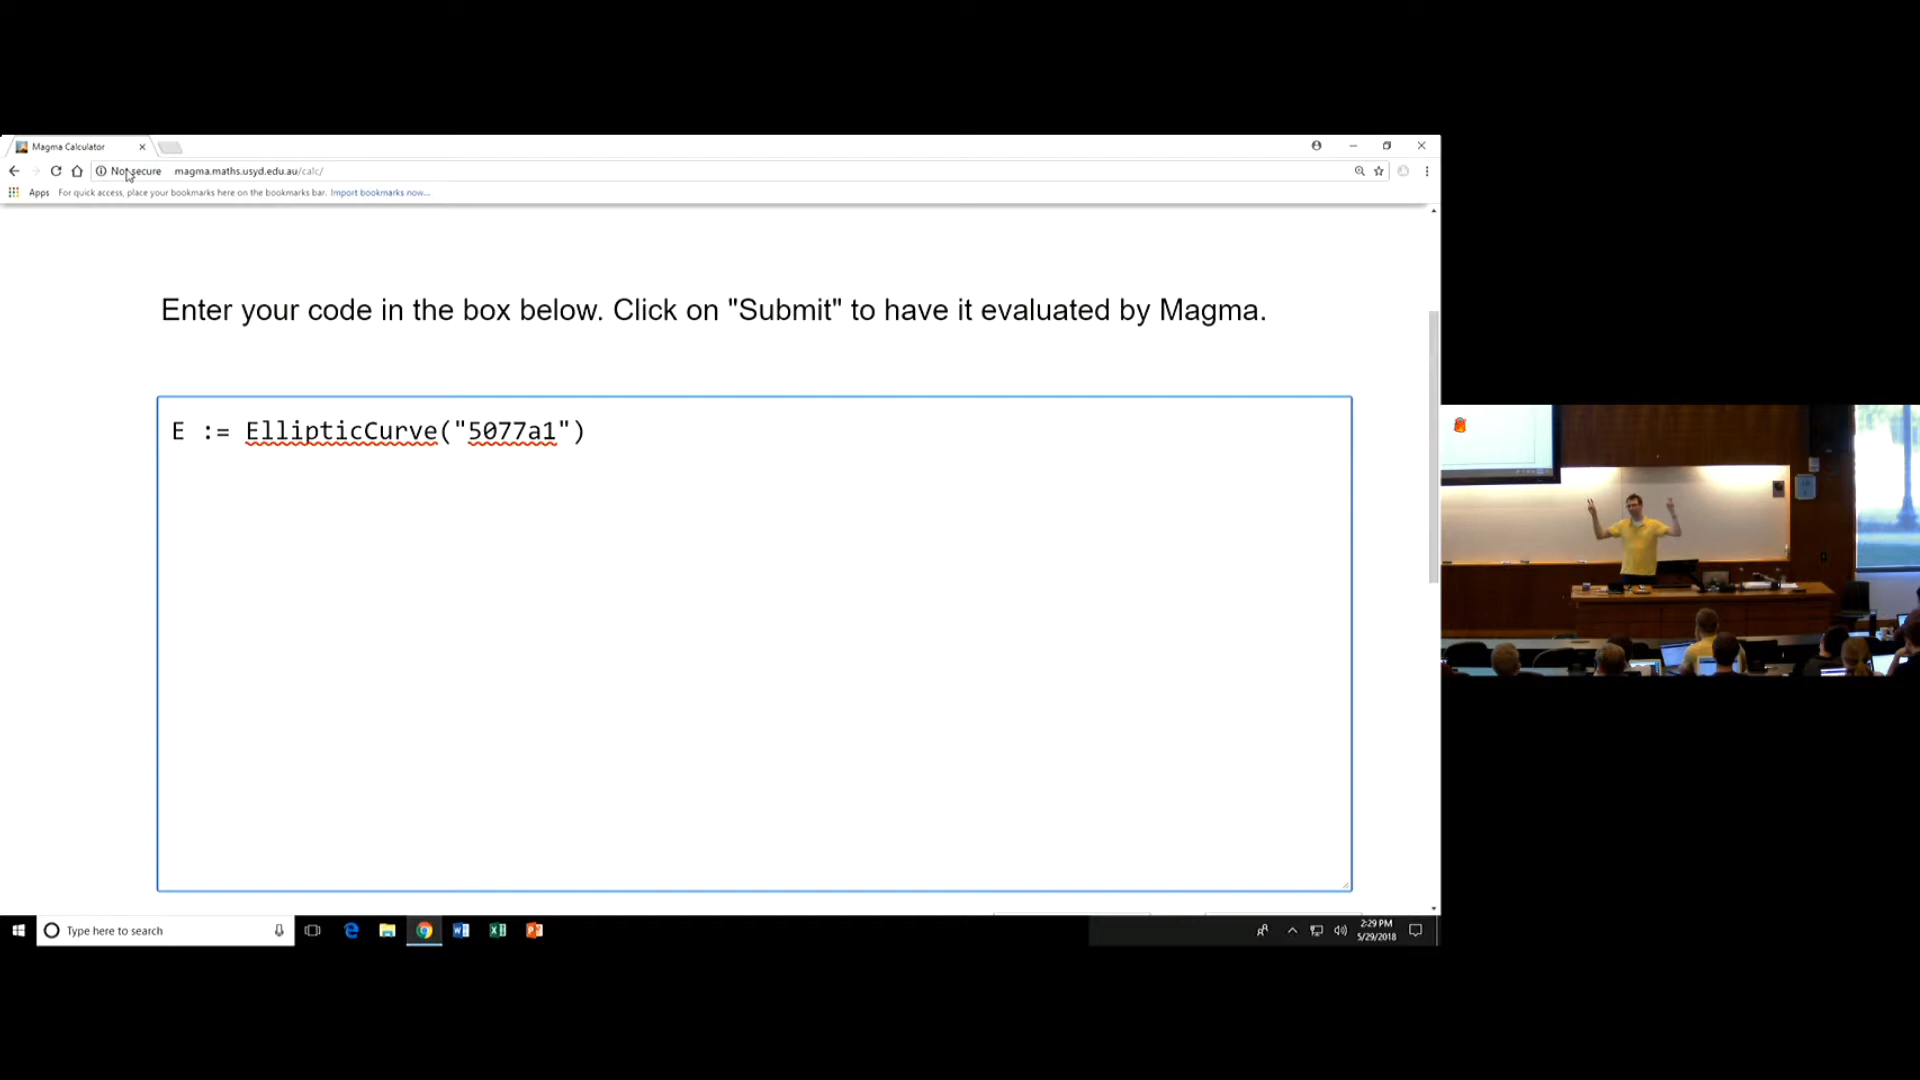 Magma Calculator
Not secure magma.maths.usyd.edu.au/calc/
Apps For quick access, place your bookmarks here on the bookmarks bar. Import bookmarks now...
Enter your code in the box below. Click on "Submit" to have it evaluated by Magma.
E := EllipticCurve("5077a1")
Type here to search
2:29 PM
5/29/2018